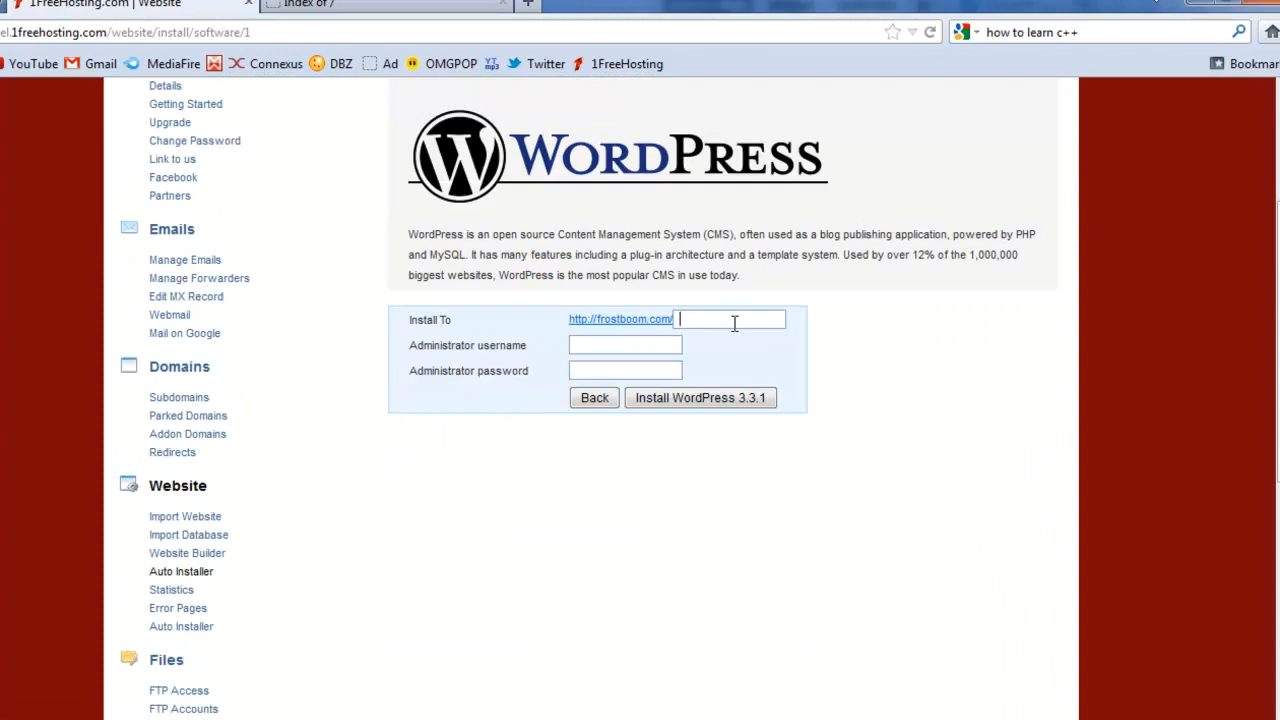 1FreeHosting.com | Website
Index of /
el.1freehosting.com/website/install/software/1
how to learn c++
YouTube Gmail MediaFire Connexus DBZ Ad OMGPOP Twitter 1FreeHosting Bookmar
Details
Getting Started
Upgrade
Change Password
Link to us
Facebook
Partners
Emails
Manage Emails
Manage Forwarders
Edit MX Record
Webmail
Mail on Google
Domains
Subdomains
Parked Domains
Addon Domains
Redirects
Website
Import Website
Import Database
Website Builder
Auto Installer
Statistics
Error Pages
Auto Installer
Files
FTP Access
FTP Accounts
WORDPRESS
WordPress is an open source Content Management System (CMS), often used as a blog publishing application, powered by PHP
and MySQL. It has many features including a plug-in architecture and a template system. Used by over 12% of the 1,000,000
biggest websites, WordPress is the most popular CMS in use today.
Install To http://frostboom.com/
Administrator username
Administrator password
Back Install WordPress 3.3.1